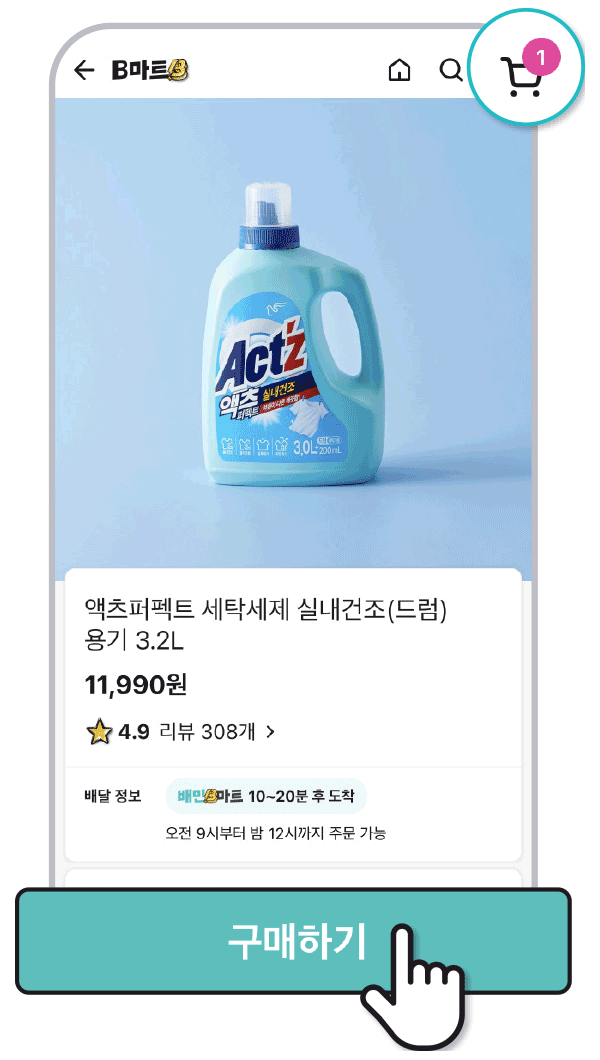 B마트
1
Act'z
액츠
퍼펙트
실내건조
3.0L+200mL
액츠퍼펙트 세탁세제 실내건조(드럼)
용기 3.2L
11,990원
4.9 리뷰 308개 >
배달 정보 배민B마트 10~20분 후 도착
오전 9시부터 밤 12시까지 주문 가능
구매하기